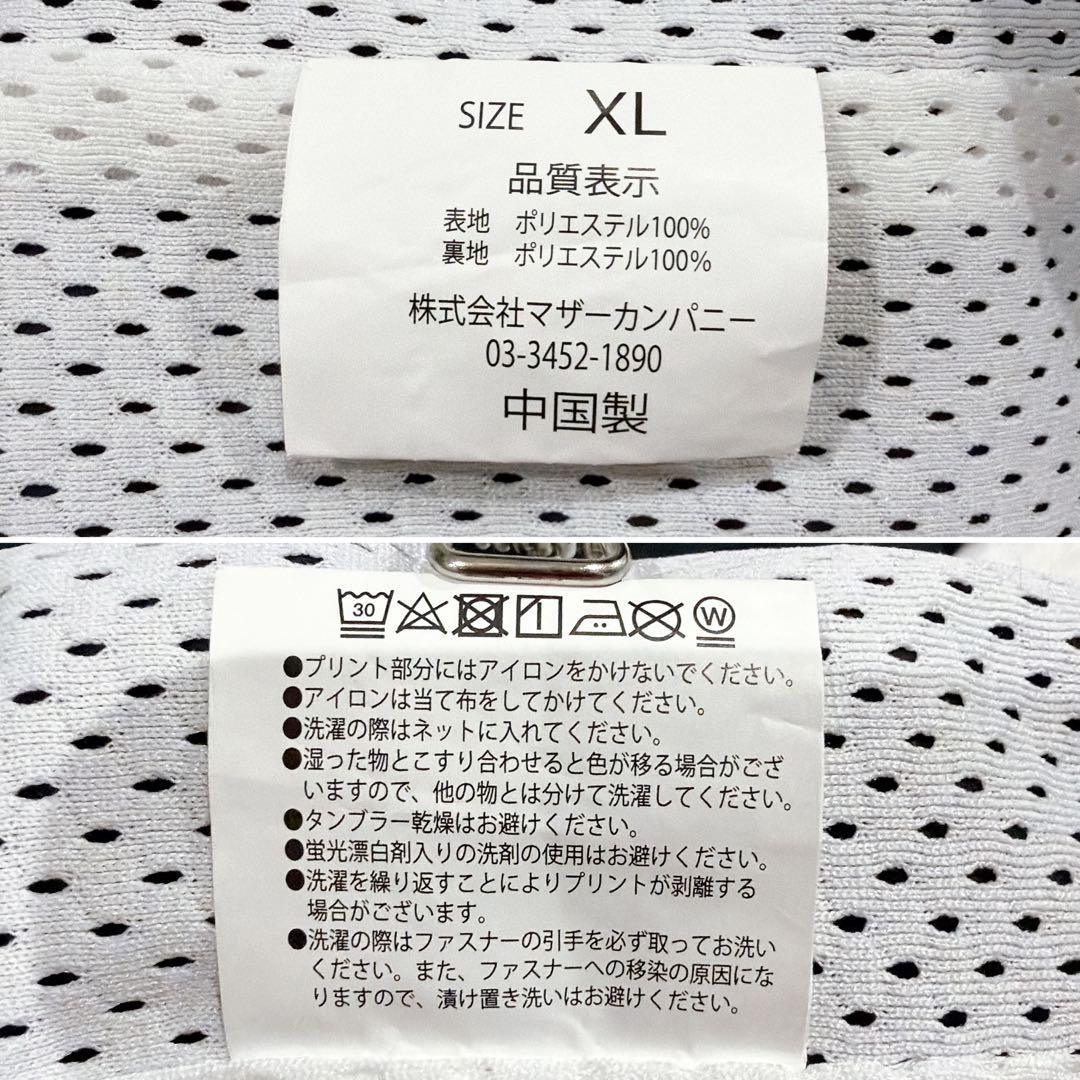 SIZE XL
品質表示
表地 ポリエステル100%
裏地 ポリエステル100%
株式会社マザーカンパニー
03-3452-1890
中国製
30 W
●プリント部分にはアイロンをかけないでください。
●アイロンは当て布をしてかけてください。
●洗濯の際はネットに入れてください。
●湿った物とこすり合わせると色が移る場合がござ
いますので、他の物とは分けて洗濯してください。
●タンブラー乾燥はお避けください。
●蛍光漂白剤入りの洗剤の使用はお避けください。
●洗濯を繰り返すことによりプリントが剥離する
場合がございます。
●洗濯の際はファスナーの引手を必ず取ってお洗い
ください。また、ファスナーへの移染の原因にな
りますので、漬け置き洗いはお避けください。